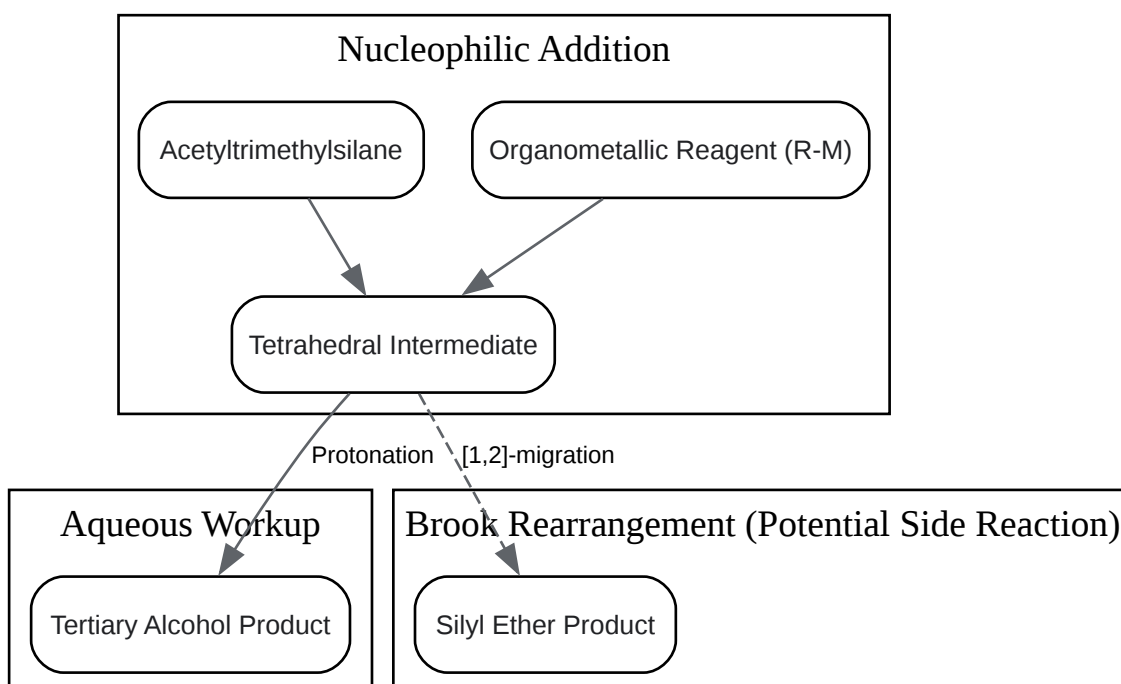 Nucleophilic Addition
Acetyltrimethylsilane
Organometallic Reagent (R-M)
Tetrahedral Intermediate
Protonation
[1,2]-migration
Aqueous Workup
Brook Rearrangement (Potential Side Reaction)
Tertiary Alcohol Product
Silyl Ether Product